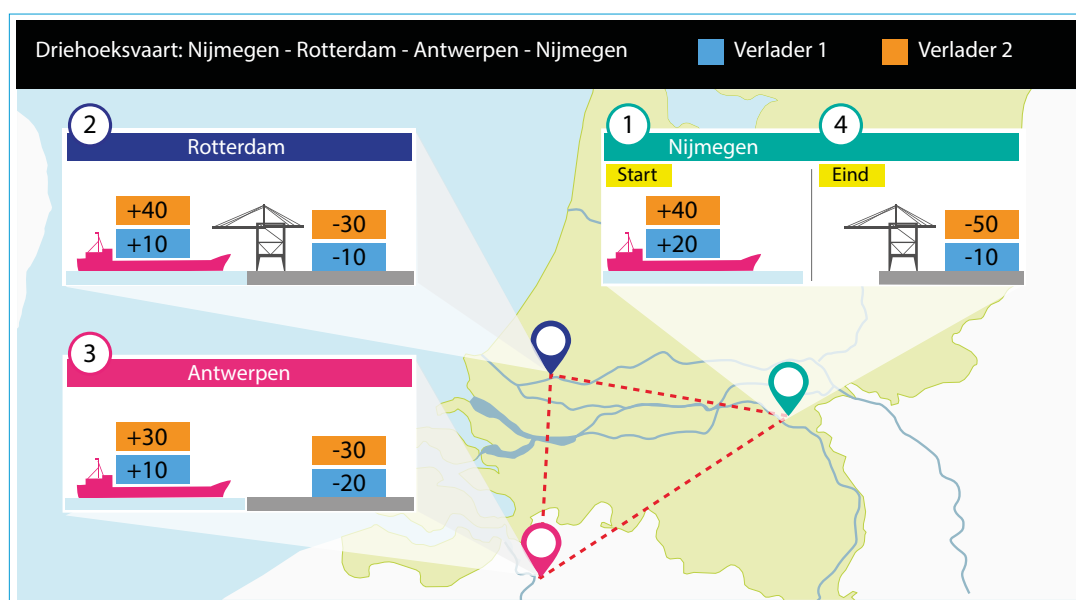 Driehoeksvaart: Nijmegen - Rotterdam - Antwerpen - Nijmegen
Verlader 1
Verlader 2
2
Rotterdam
+40
+10
-30
-10
1
4
Nijmegen
Start
Eind
+40
+20
-50
-10
3
Antwerpen
+30
+10
-30
-20